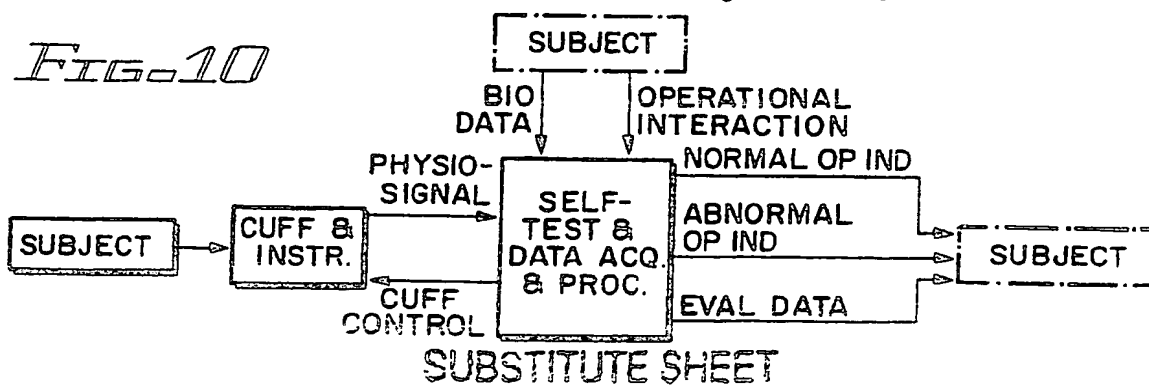 FIG-10
SUBJECT
BIO
DATA
OPERATIONAL
INTERACTION
PHYSIO-
SIGNAL
NORMAL OP IND
SUBJECT
CUFF &
INSTR.
SELF-
TEST &
DATA ACQ.
& PROC.
ABNORMAL
OP IND
SUBJECT
CUFF
CONTROL
EVAL DATA
SUBSTITUTE SHEET